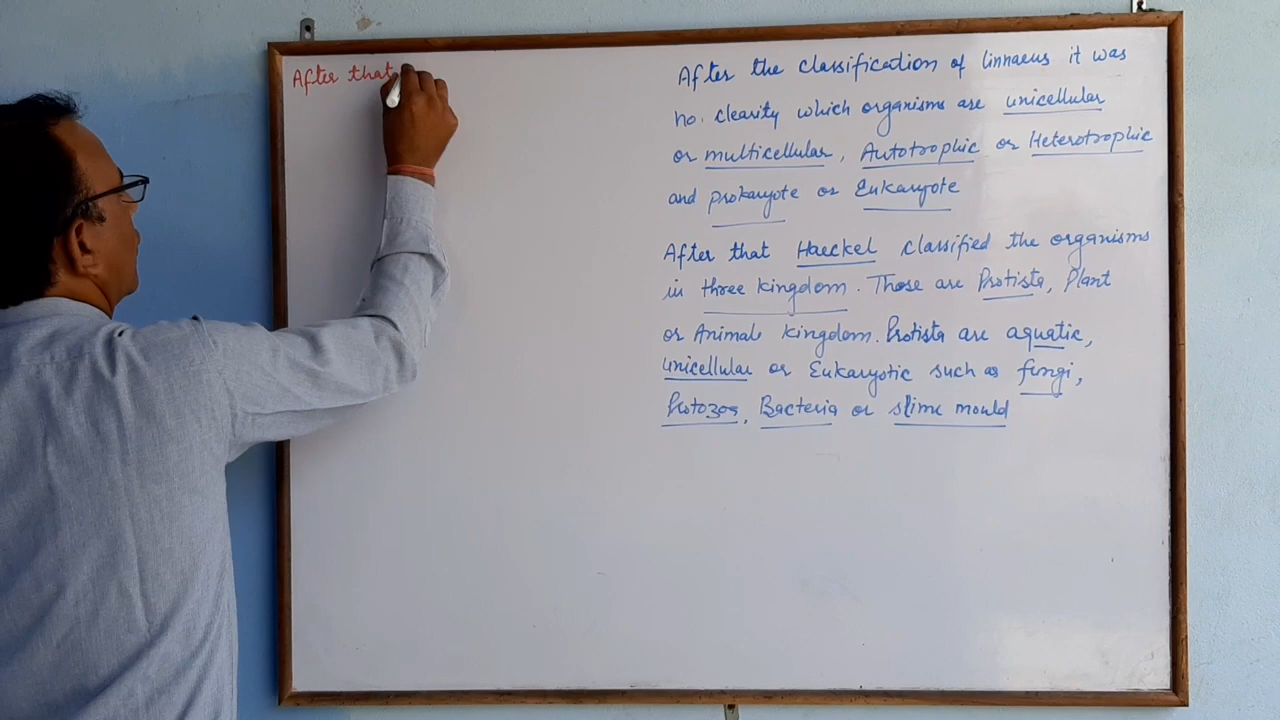 After that
After the classification of linnaeus it was
no. clearity which organisms are unicellular
or multicellular, Autotrophic or Heterotrophic
and prokaryote or Eukaryote
After that Haeckel classified the organisms
in three kingdom. Those are Protista, Plant
or Animale kingdom. Protista are aquatic,
unicellular or Eukaryotic such as fungi,
Protozoa, Bacteria or slime mould